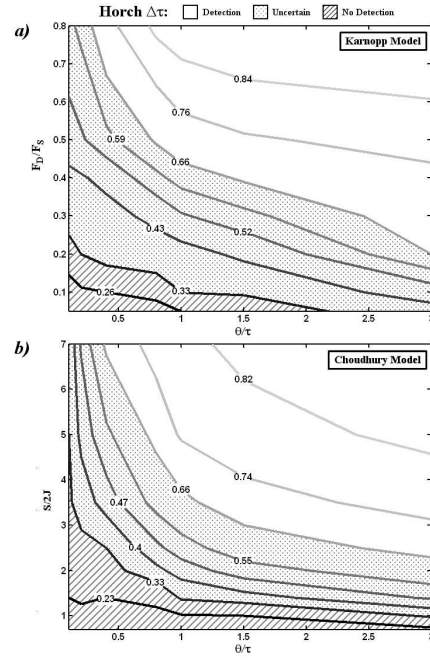 Horch Δτ: Detection Uncertain No Detection
a)
Karnopp Model
0.8
0.7
0.6
0.5
0.4
0.3
0.2
0.1
F_D/F_S
0.84
0.76
0.66
0.59
0.52
0.43
0.33
0.26
0.5 1 1.5 2 2.5 3
θ/τ
b)
Choudhury Model
7
6
5
4
3
2
1
S/2J
0.82
0.74
0.66
0.55
0.47
0.4
0.33
0.23
0.5 1 1.5 2 2.5 3
θ/τ